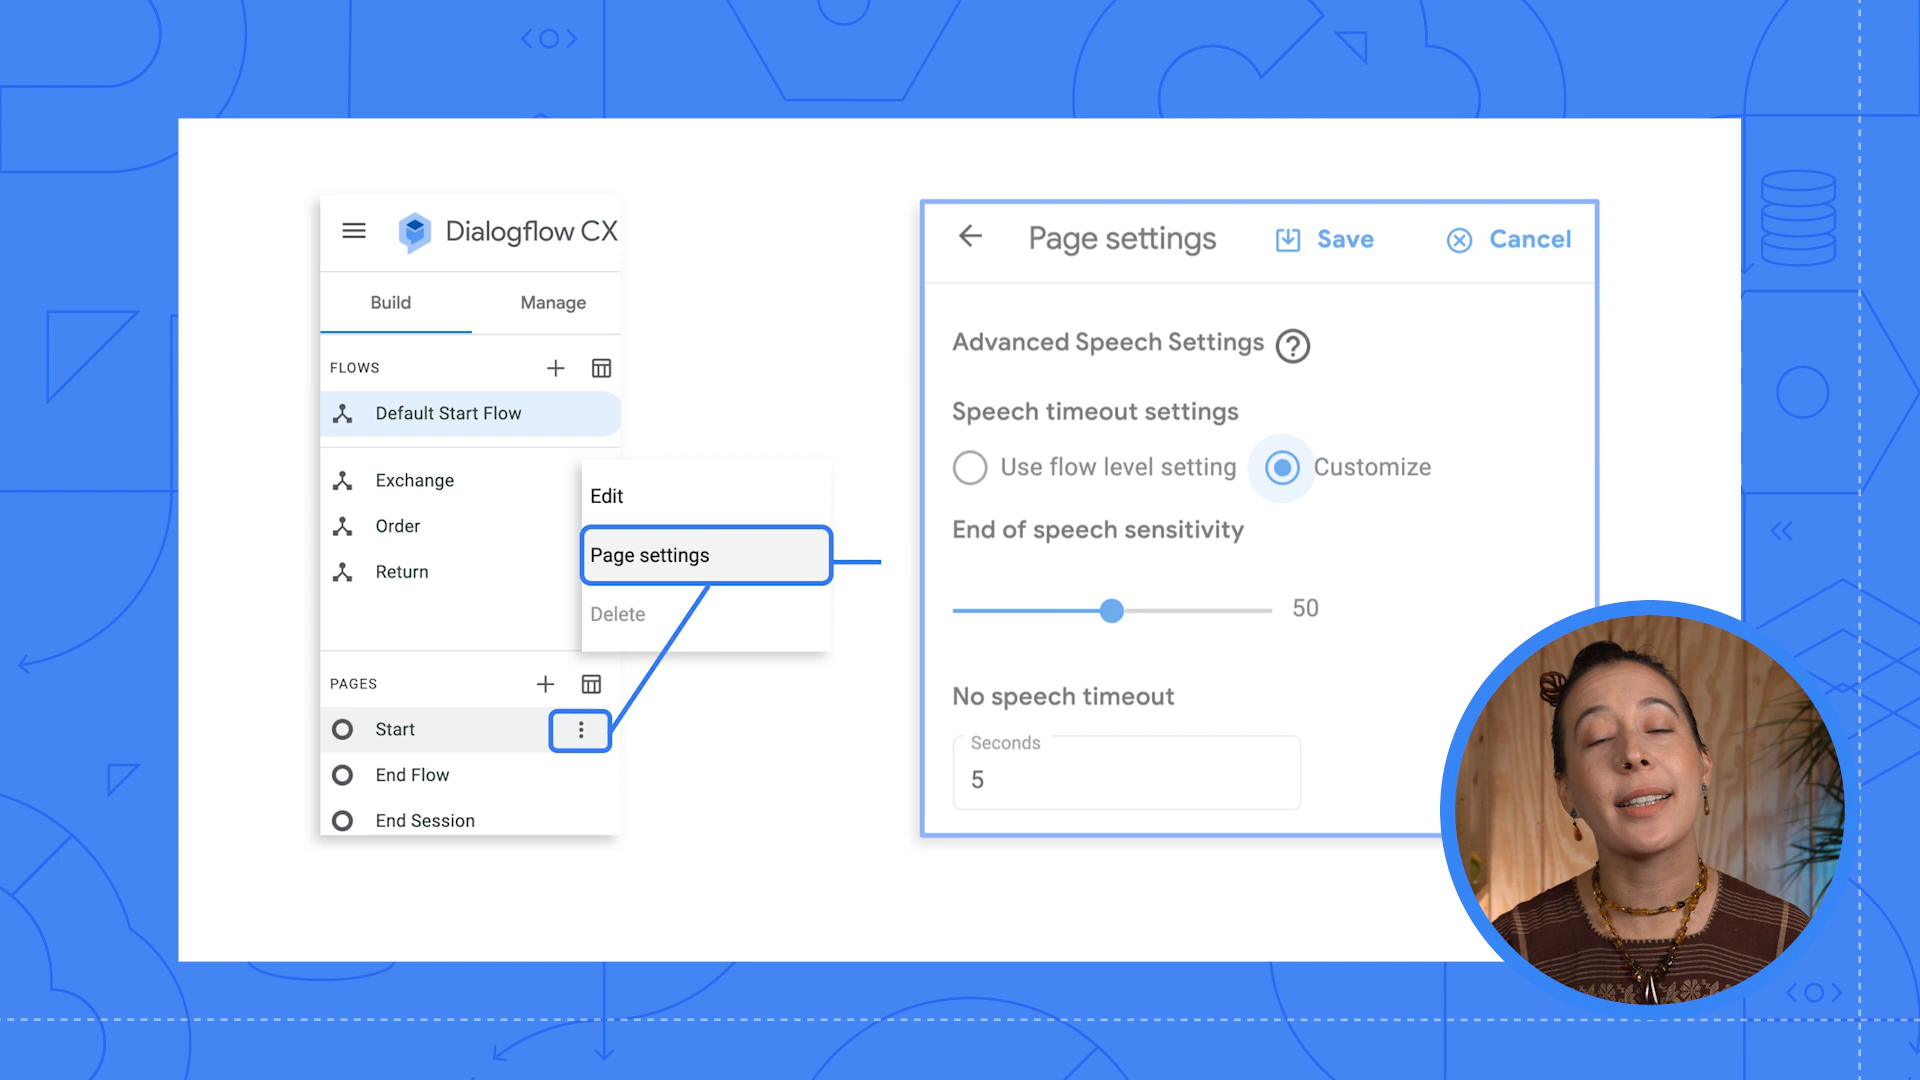 Dialogflow CX
Build
Manage
FLOWS
Default Start Flow
Exchange
Order
Return
Edit
Page settings
Delete
PAGES
Start
End Flow
End Session
Page settings
Save
Cancel
Advanced Speech Settings
Speech timeout settings
Use flow level setting
Customize
End of speech sensitivity
50
No speech timeout
Seconds
5